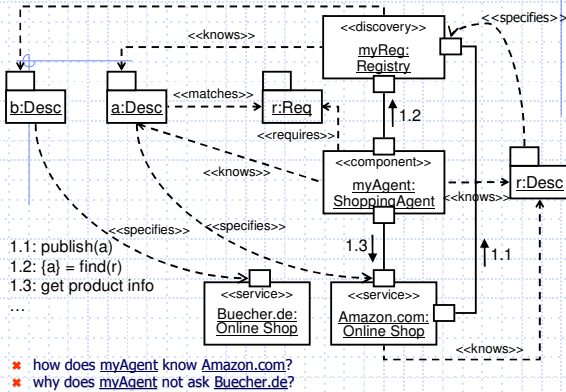 <<discovery>>
myReg:
Registry
<<specifies>>
<<knows>>
b:Desc
a:Desc
<<matches>>
r:Req
1.2
<<requires>>
<<component>>
myAgent:
ShoppingAgent
<<knows>>
<<knows>>
r:Desc
<<specifies>>
<<specifies>>
1.1: publish(a)
1.2: {a} = find(r)
1.3: get product info
...
1.3
1.1
<<service>>
Buecher.de:
Online Shop
<<service>>
Amazon.com:
Online Shop
<<knows>>
how does myAgent know Amazon.com?
why does myAgent not ask Buecher.de?